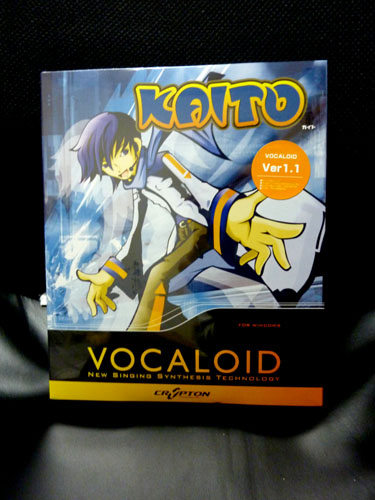 KAITO
カイト
VOCALOID
Ver1.1
FOR WINDOWS
VOCALOID
NEW SINGING SYNTHESIS TECHNOLOGY
CRYPTON